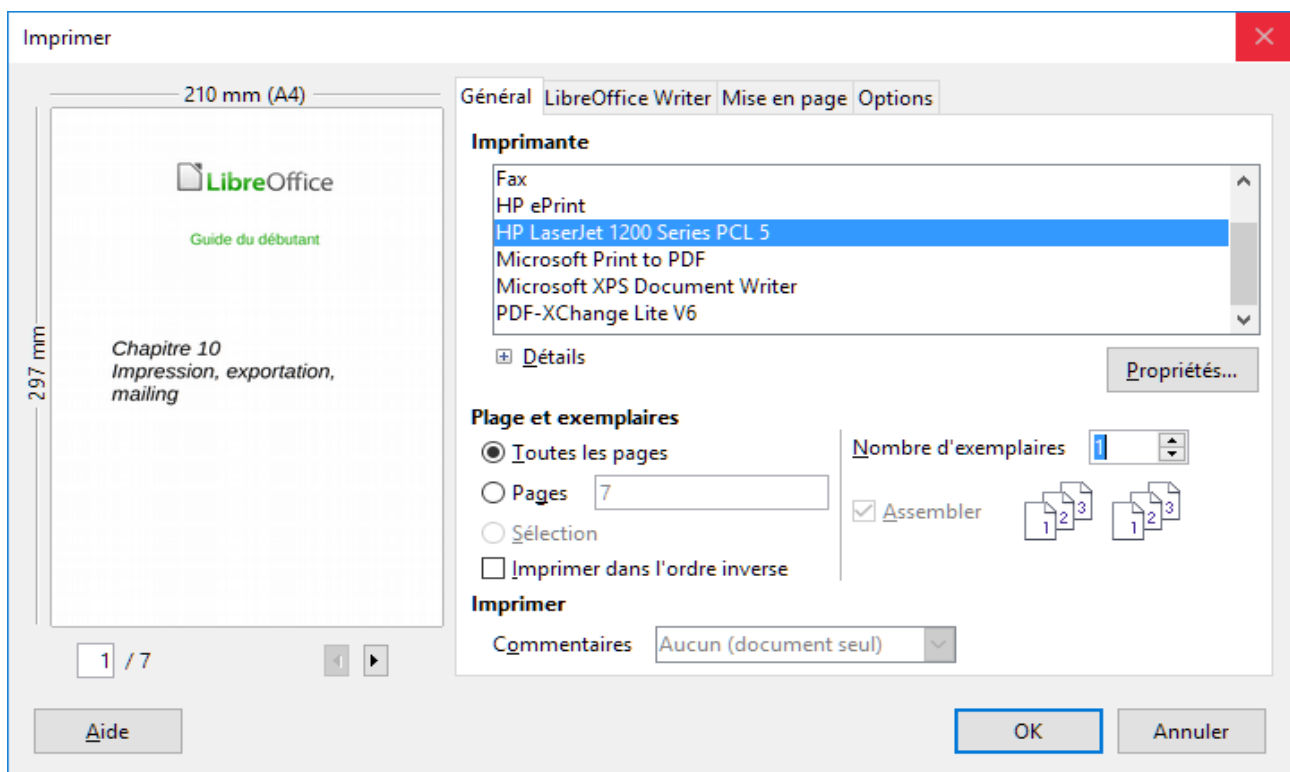 Imprimer
210 mm (A4)
297 mm
LibreOffice
Guide du débutant
Chapitre 10
Impression, exportation,
mailing
1 / 7
Général LibreOffice Writer Mise en page Options
Imprimante
Fax
HP ePrint
HP LaserJet 1200 Series PCL 5
Microsoft Print to PDF
Microsoft XPS Document Writer
PDF-XChange Lite V6
Détails
Propriétés...
Plage et exemplaires
Toutes les pages
Pages 7
Sélection
Imprimer dans l'ordre inverse
Nombre d'exemplaires 1
Assembler 1 2 3 1 2 3
Imprimer
Commentaires Aucun (document seul)
Aide OK Annuler